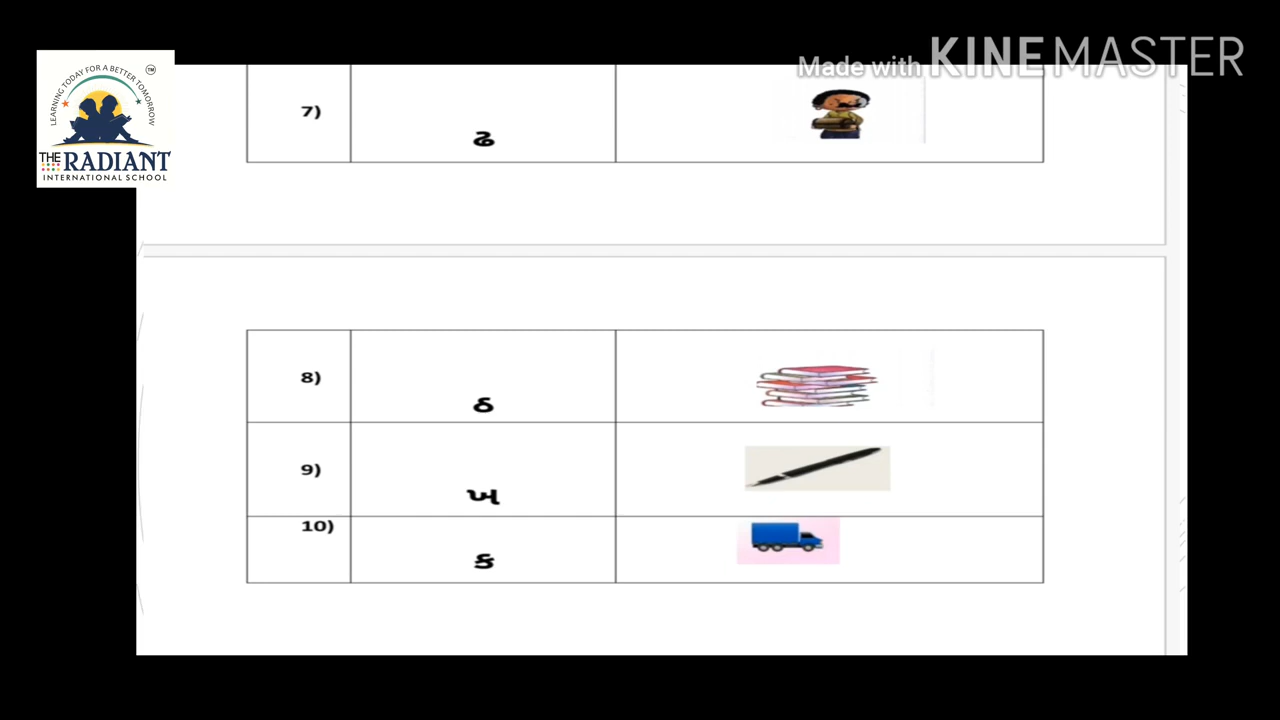 Made with KINEMASTER
LEARNING TODAY FOR A BETTER TOMORROW
TM
THE RADIANT
INTERNATIONAL SCHOOL
7)
ઢ
8)
ઠ
9)
ખ
10)
ક